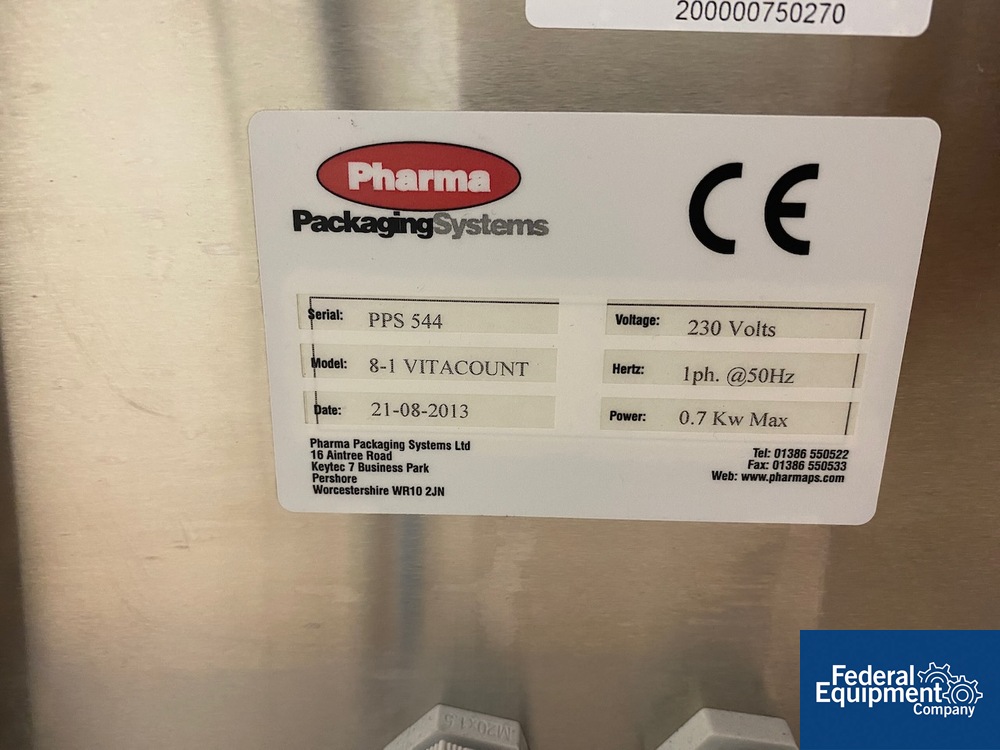 200000750270
Pharma
PackagingSystems
CE
Serial: PPS 544
Model: 8-1 VITACOUNT
Date: 21-08-2013
Voltage: 230 Volts
Hertz: 1ph. @50Hz
Power: 0.7 Kw Max
Pharma Packaging Systems Ltd
16 Aintree Road
Keytec 7 Business Park
Pershore
Worcestershire WR10 2JN
Tel: 01386 550522
Fax: 01386 550533
Web: www.pharmaps.com
M20x1.5
Federal
Equipment
Company